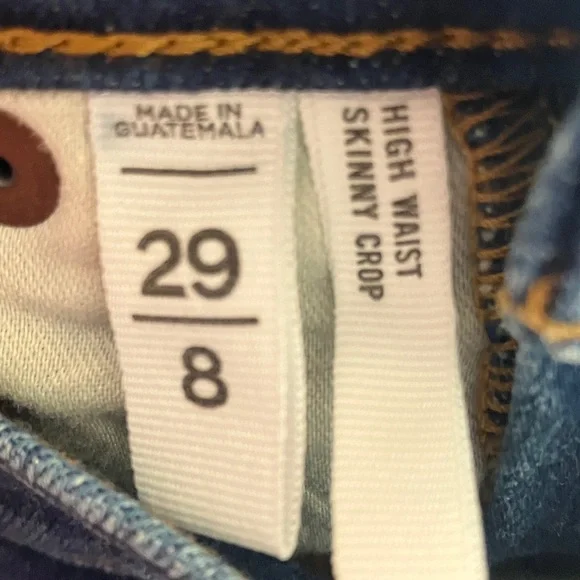 MADE IN
GUATEMALA
29
8
HIGH WAIST
SKINNY CROP